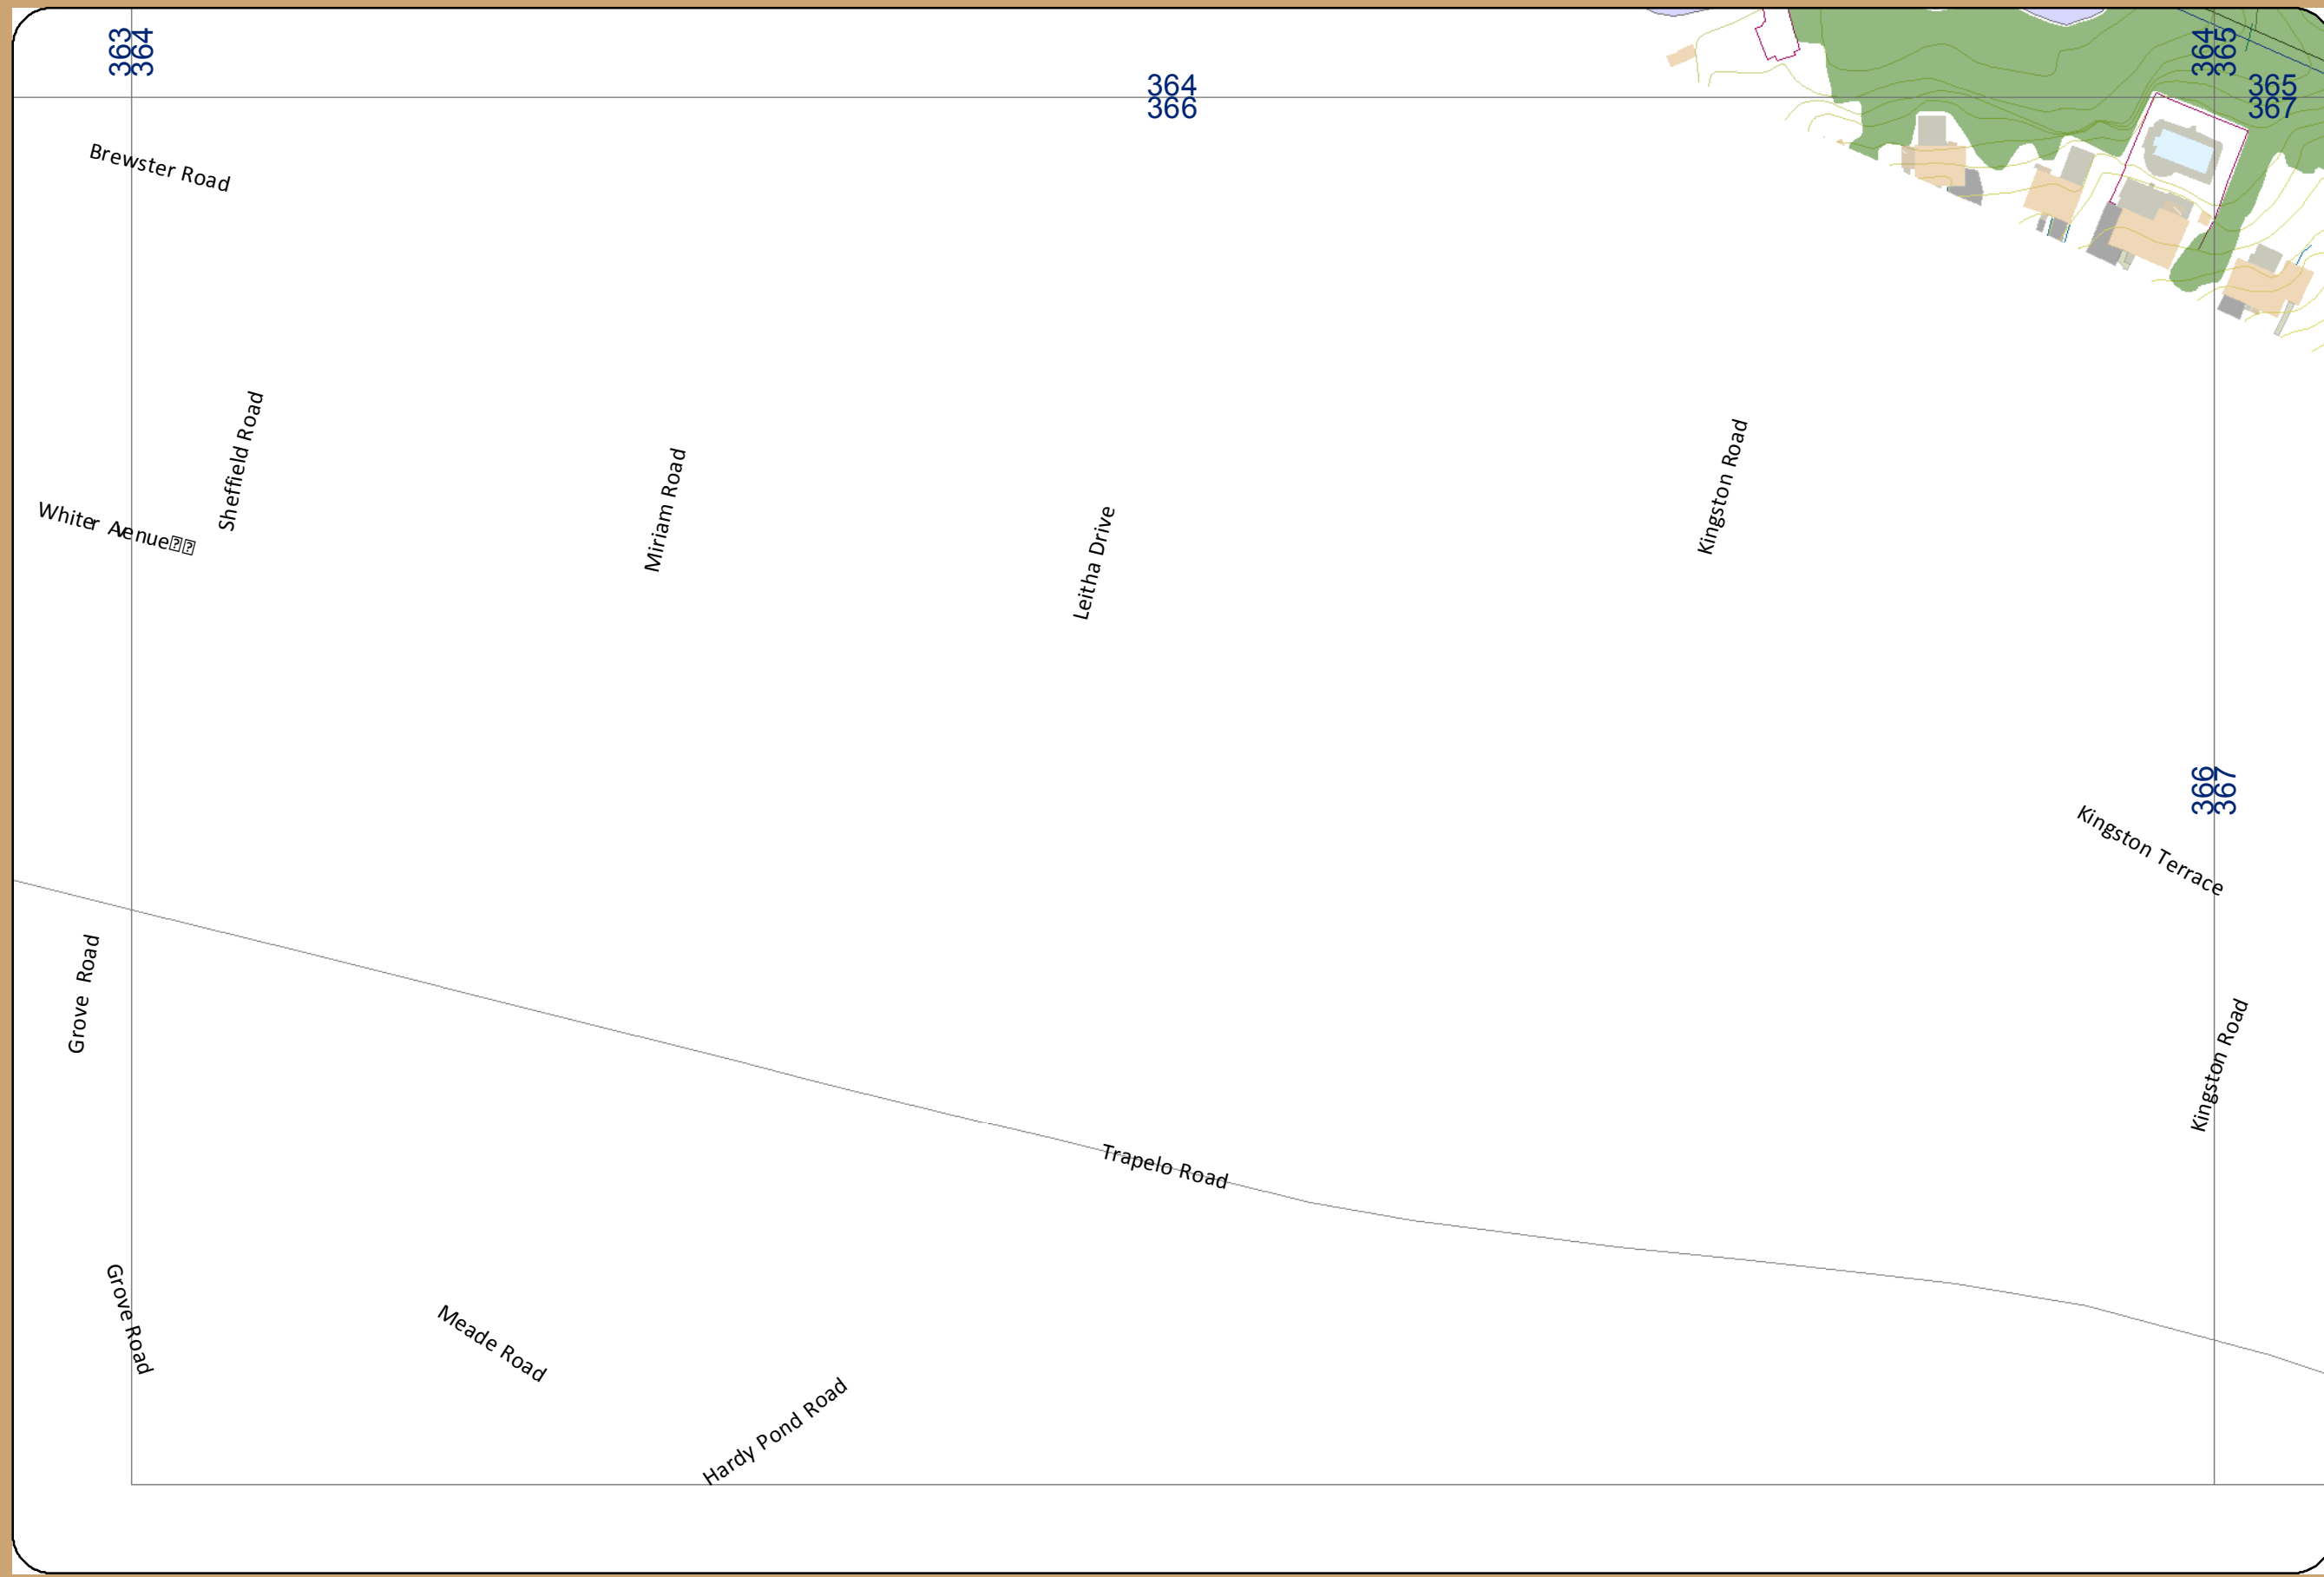 363
364
364
365
364
366
365
367
Brewster Road
Sheffield Road
Miriam Road
Leitha Drive
Kingston Road
Whiter Avenue
366
367
Kingston Terrace
Grove Road
Kingston Road
Trapelo Road
Grove Road
Meade Road
Hardy Pond Road